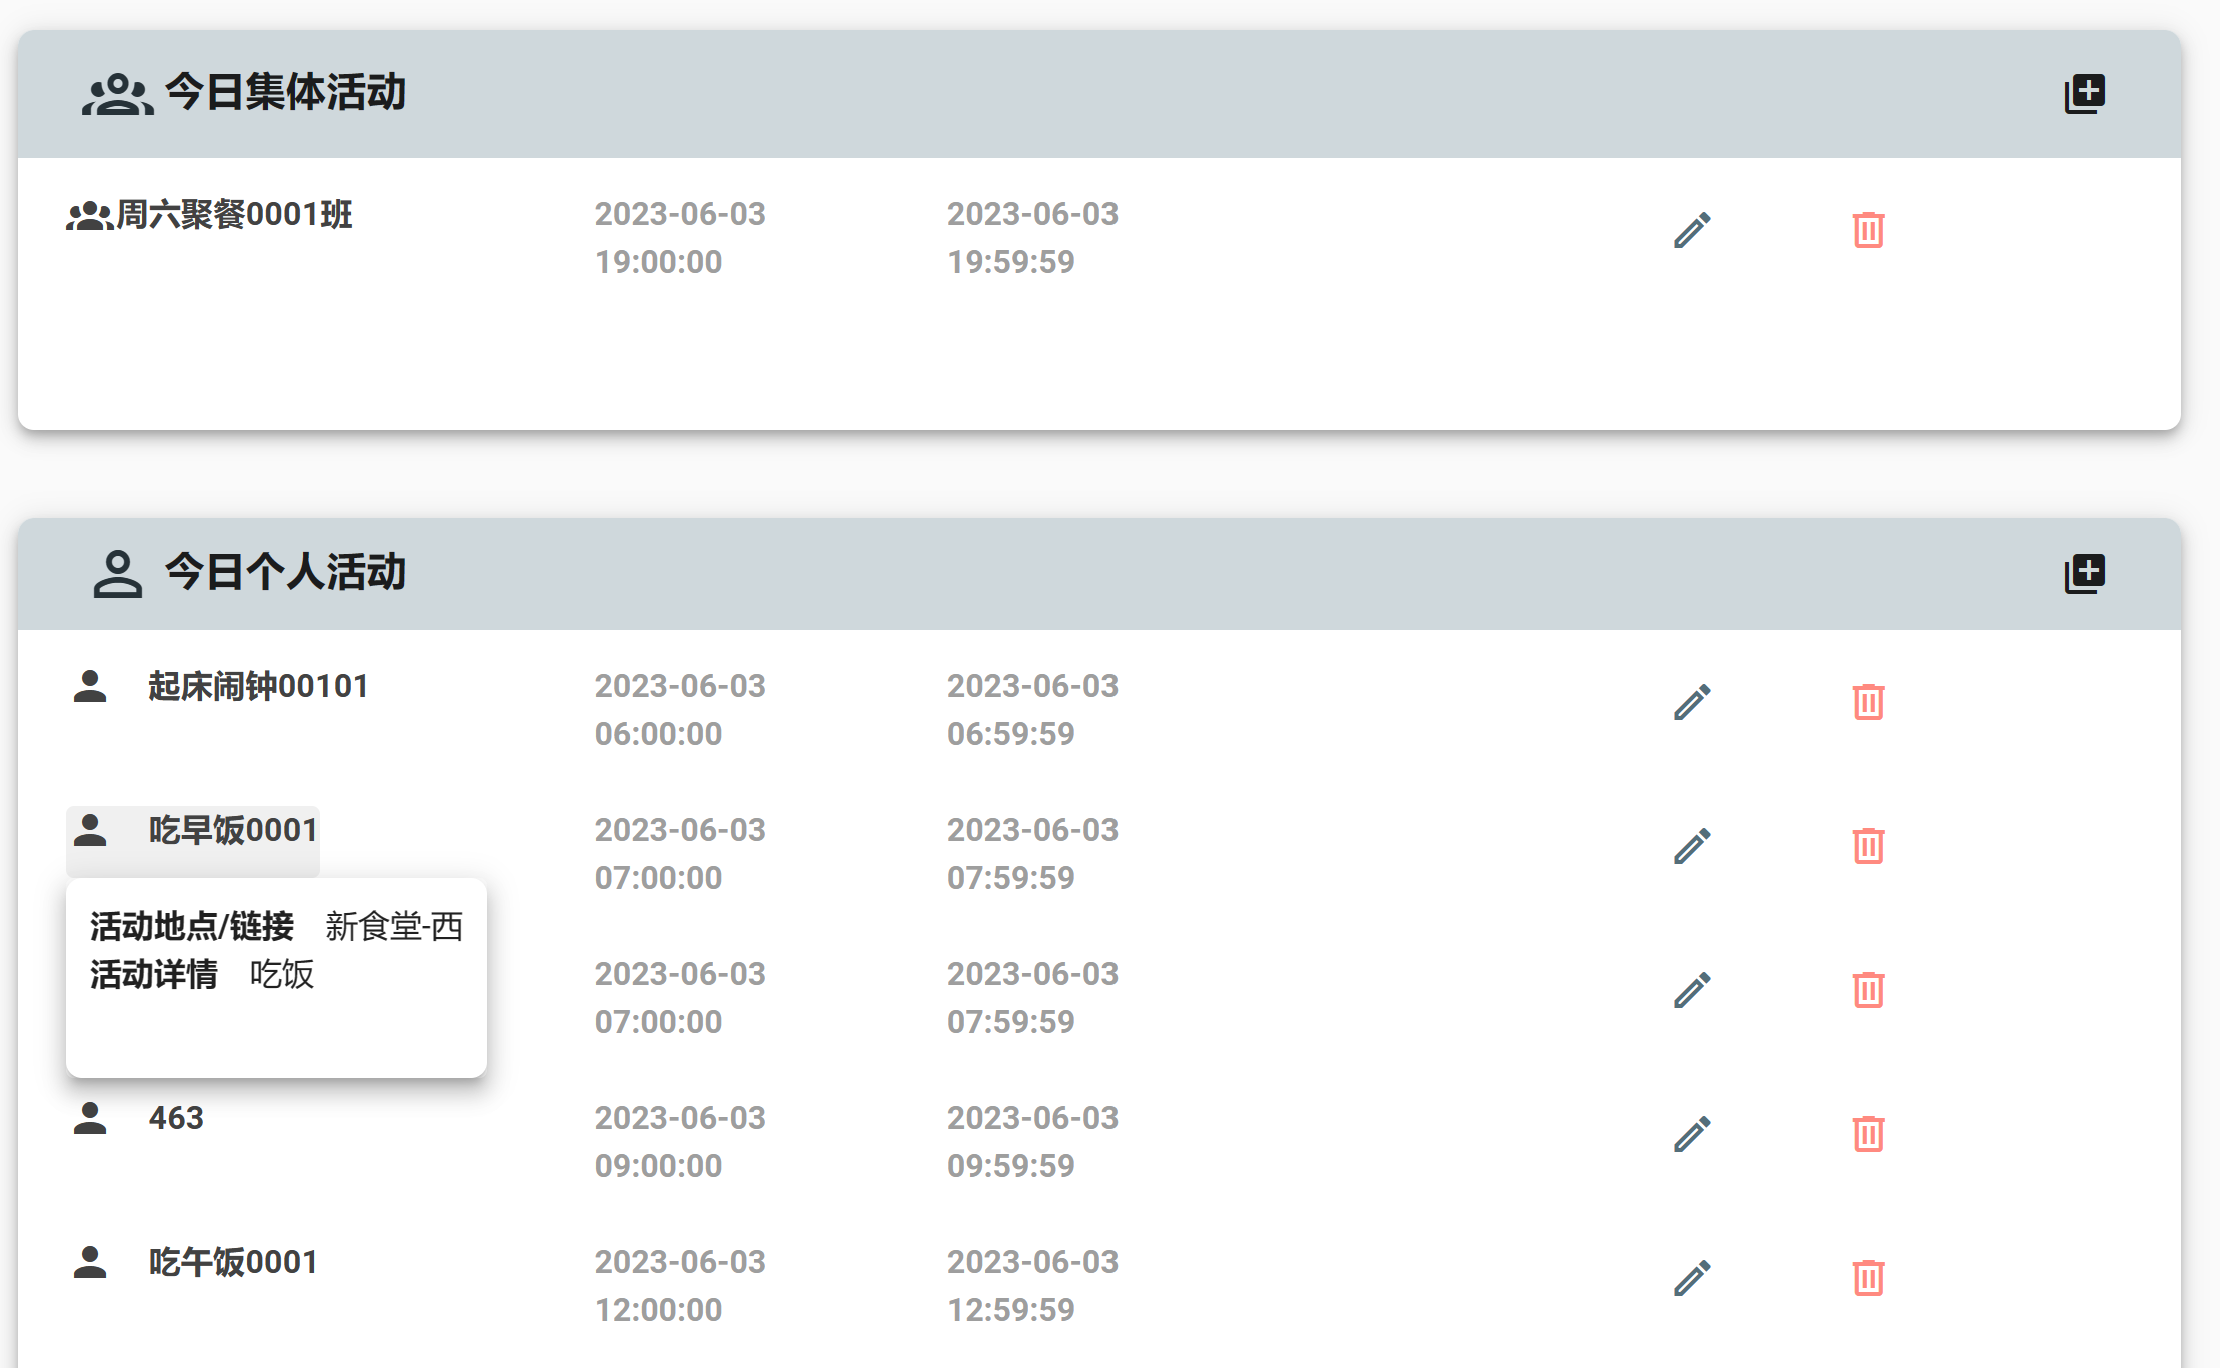 今日集体活动
周六聚餐0001班 2023-06-03 2023-06-03
19:00:00 19:59:59
今日个人活动
起床闹钟00101 2023-06-03 2023-06-03
06:00:00 06:59:59
吃早饭0001 2023-06-03 2023-06-03
07:00:00 07:59:59
活动地点/链接 新食堂-西
活动详情 吃饭
2023-06-03 2023-06-03
07:00:00 07:59:59
463 2023-06-03 2023-06-03
09:00:00 09:59:59
吃午饭0001 2023-06-03 2023-06-03
12:00:00 12:59:59